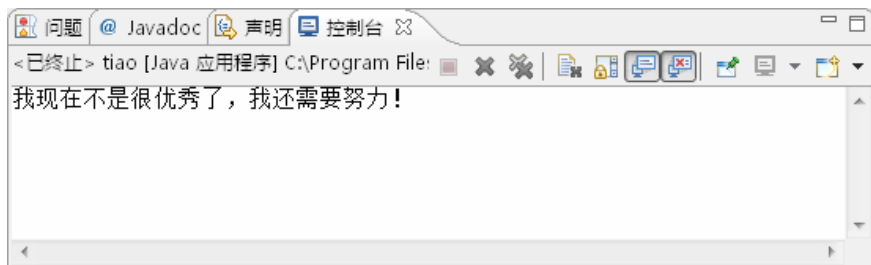 问题 @ Javadoc 声明 控制台
<已终止> tiao [Java 应用程序] C:\Program File:
我现在不是很优秀了，我还需要努力！